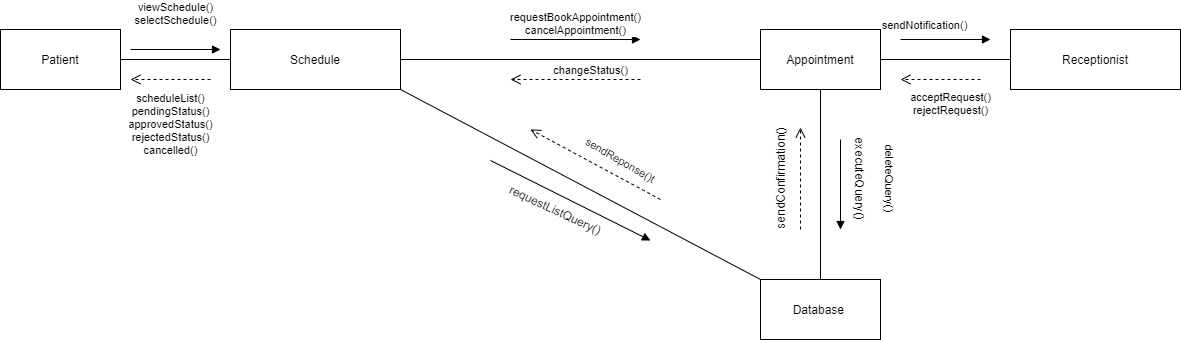 viewSchedule()
selectSchedule()
requestBookAppointment()
cancelAppointment()
sendNotification()
Patient
Schedule
Appointment
Receptionist
changeStatus()
scheduleList()
pendingStatus()
approvedStatus()
rejectedStatus()
cancelled()
acceptRequest()
rejectRequest()
sendReponse()t
requestListQuery()
sendConfirmation()
executeQuery()
deleteQuery()
Database